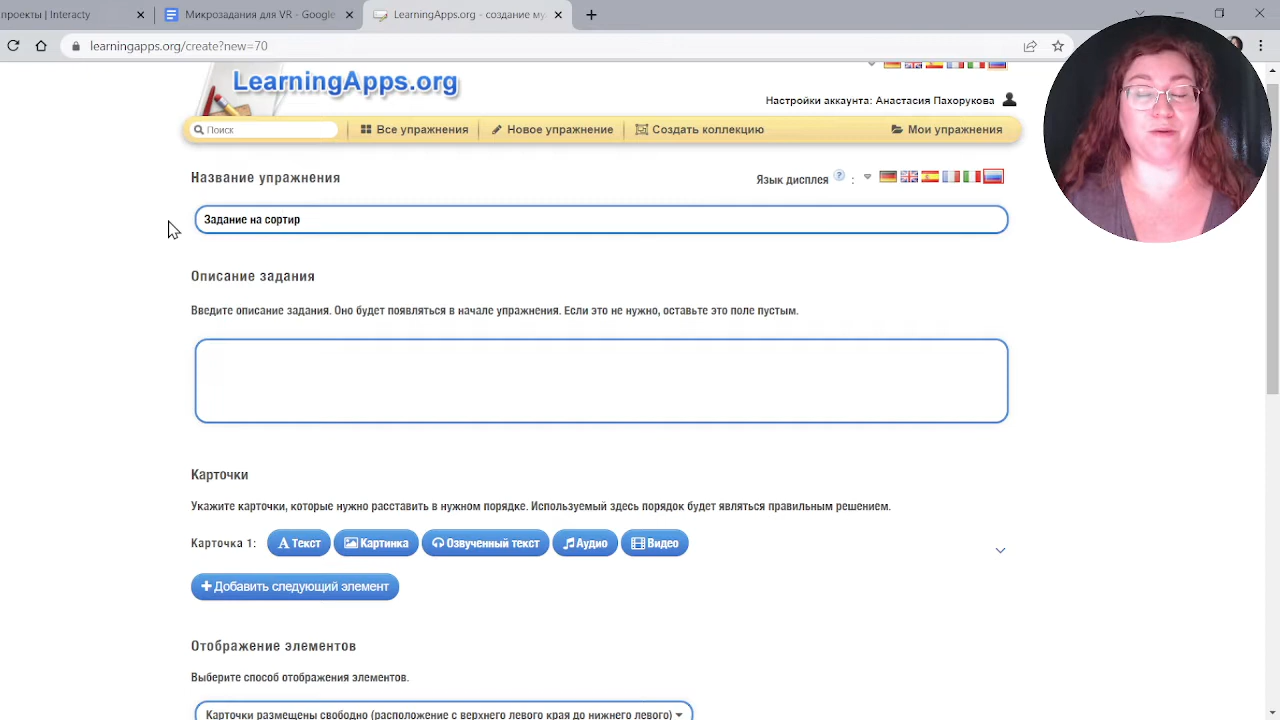 проекты | Interacty
Микрозадания для VR - Google
LearningApps.org - создание му
learningapps.org/create?new=70
LearningApps.org
Настройки аккаунта: Анастасия Пахорукова
Поиск
Все упражнения
Новое упражнение
Создать коллекцию
Мои упражнения
Название упражнения
Язык дисплея ? :
Задание на сортир
Описание задания
Введите описание задания. Оно будет появляться в начале упражнения. Если это не нужно, оставьте это поле пустым.
Карточки
Укажите карточки, которые нужно расставить в нужном порядке. Используемый здесь порядок будет являться правильным решением.
Карточка 1:
A Текст
Картинка
Озвученный текст
Аудио
Видео
+ Добавить следующий элемент
Отображение элементов
Выберите способ отображения элементов.
Карточки размещены свободно (расположение с верхнего левого края до нижнего левого)